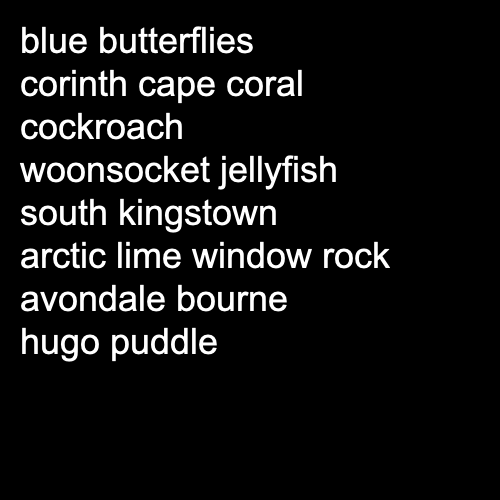 blue butterflies
corinth cape coral
cockroach
woonsocket jellyfish
south kingstown
arctic lime window rock
avondale bourne
hugo puddle